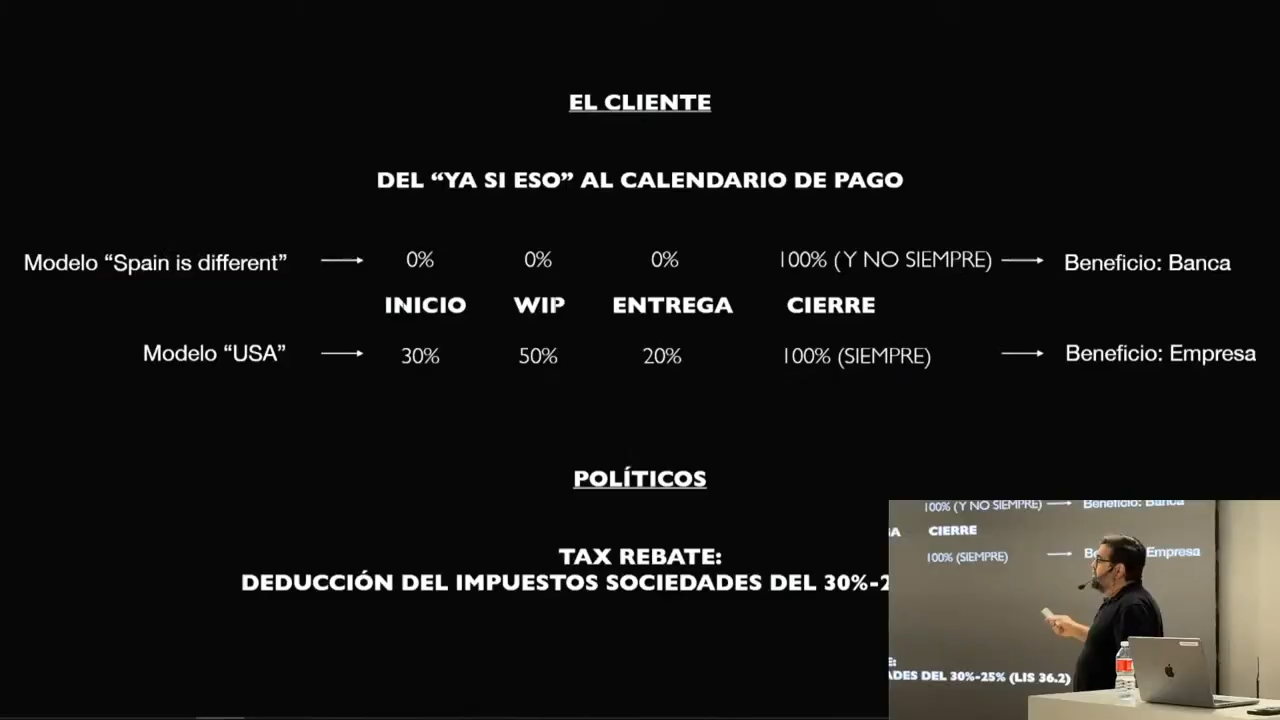 EL CLIENTE
DEL “YA SI ESO” AL CALENDARIO DE PAGO
Modelo “Spain is different” 0% 0% 0% 100% (Y NO SIEMPRE) Beneficio: Banca
INICIO WIP ENTREGA CIERRE
Modelo “USA” 30% 50% 20% 100% (SIEMPRE) Beneficio: Empresa
POLÍTICOS
TAX REBATE:
DEDUCCIÓN DEL IMPUESTOS SOCIEDADES DEL 30%-2
100% (Y NO SIEMPRE) Beneficio: Banca
A CIERRE
100% (SIEMPRE) Be Empresa
E:
ADES DEL 30%-25% (LIS 36.2)